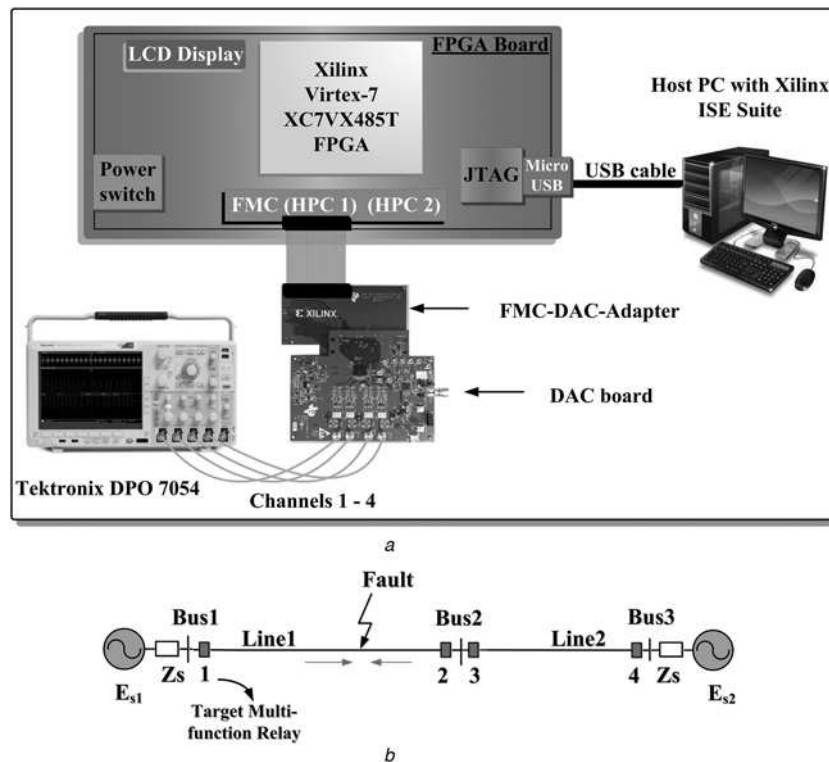 FPGA Board
LCD Display
Xilinx
Virtex-7
XC7VX485T
FPGA
Host PC with Xilinx
ISE Suite
Power
switch
JTAG
Micro
USB
USB cable
FMC (HPC 1) (HPC 2)
XILINX
FMC-DAC-Adapter
DAC board
Tektronix DPO 7054
Channels 1 - 4
a
Fault
Bus1
Line1
Bus2
Line2
Bus3
Es1
Zs
1
2
3
4
Zs
Es2
Target Multi-
function Relay
b